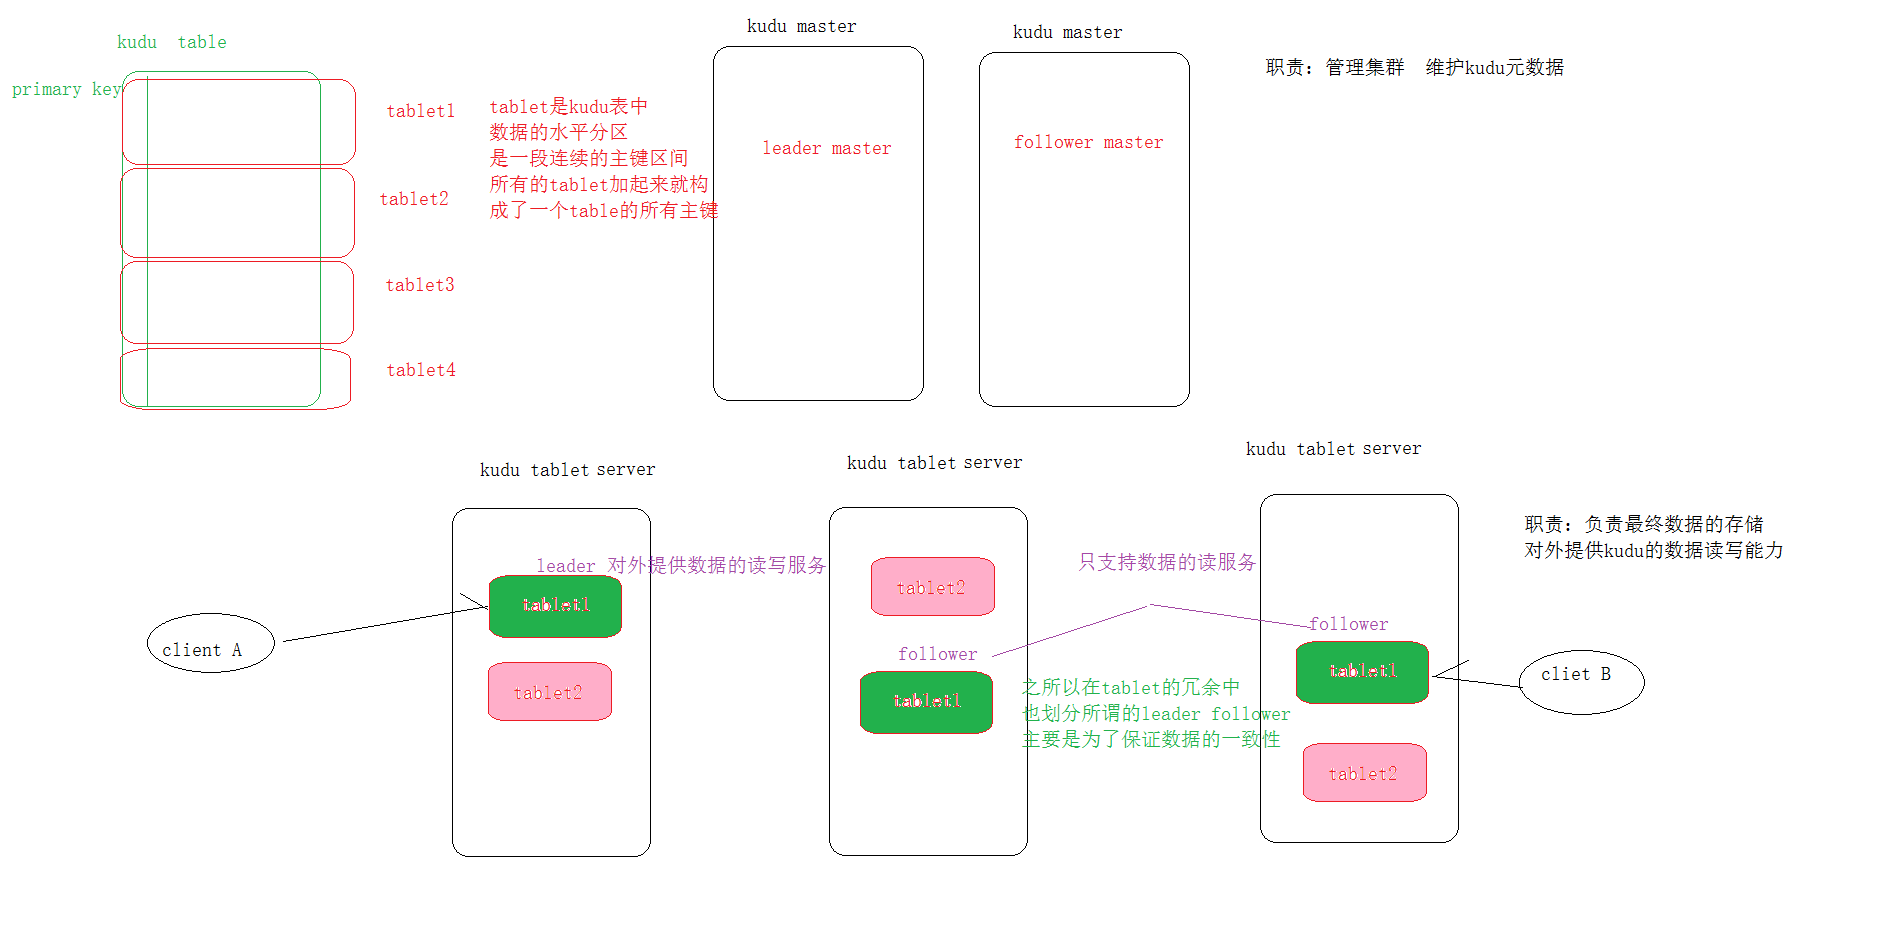 kudu  table
primary key
tablet1
tablet2
tablet3
tablet4
tablet是kudu表中
数据的水平分区
是一段连续的主键区间
所有的tablet加起来就构
成了一个table的所有主键
kudu master
leader master
kudu master
follower master
职责：管理集群  维护kudu元数据
kudu tablet server
leader 对外提供数据的读写服务
tablet1
tablet2
client A
kudu tablet server
tablet2
follower
tablet1
只支持数据的读服务
之所以在tablet的冗余中
也划分所谓的leader follower
主要是为了保证数据的一致性
kudu tablet server
follower
tablet1
tablet2
cliet B
职责：负责最终数据的存储
对外提供kudu的数据读写能力